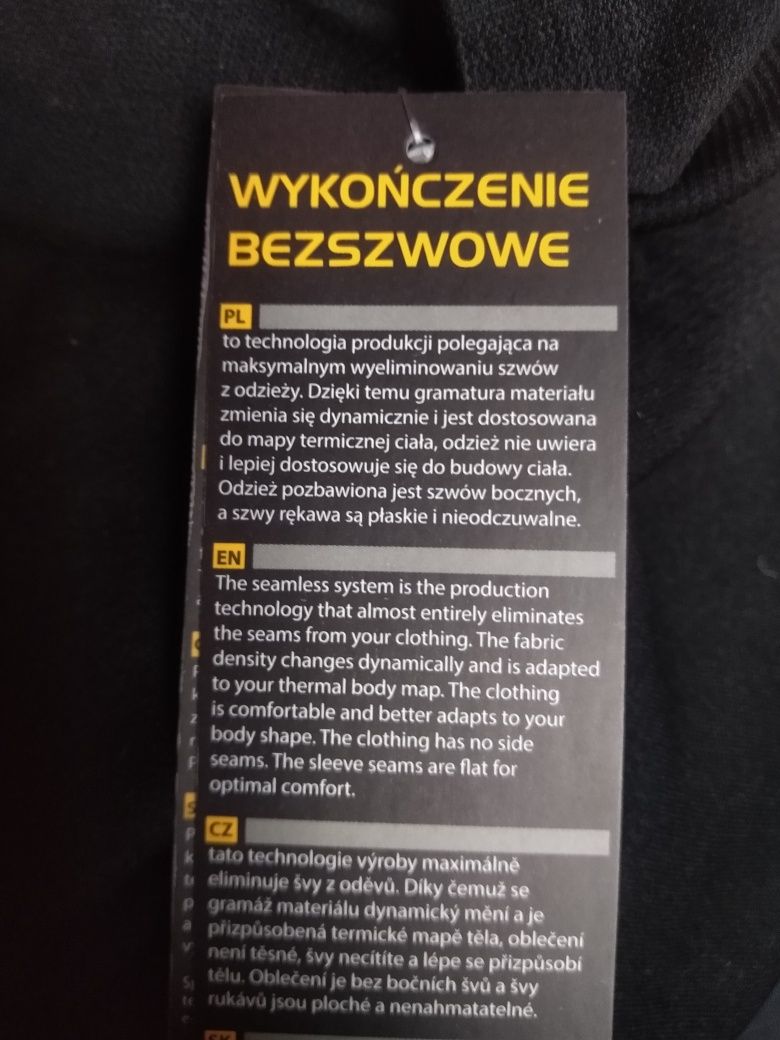 WYKOŃCZENIE
BEZSZWOWE
PL
to technologia produkcji polegająca na
maksymalnym wyeliminowaniu szwów
z odzieży. Dzięki temu gramatura materiału
zmienia się dynamicznie i jest dostosowana
do mapy termicznej ciała, odzież nie uwiera
i lepiej dostosowuje się do budowy ciała.
Odzież pozbawiona jest szwów bocznych,
a szwy rękawa są płaskie i nieodczuwalne.
EN
The seamless system is the production
technology that almost entirely eliminates
the seams from your clothing. The fabric
density changes dynamically and is adapted
to your thermal body map. The clothing
is comfortable and better adapts to your
body shape. The clothing has no side
seams. The sleeve seams are flat for
optimal comfort.
CZ
tato technologie výroby maximálně
eliminuje švy z oděvů. Díky čemuž se
gramáž materiálu dynamický mění a je
přizpůsobená termické mapě těla, oblečení
není těsné, švy necítíte a lépe se přizpůsobí
tělu. Oblečení je bez bočních švů a švy
rukávů jsou ploché a nenahmatatelné.
SK